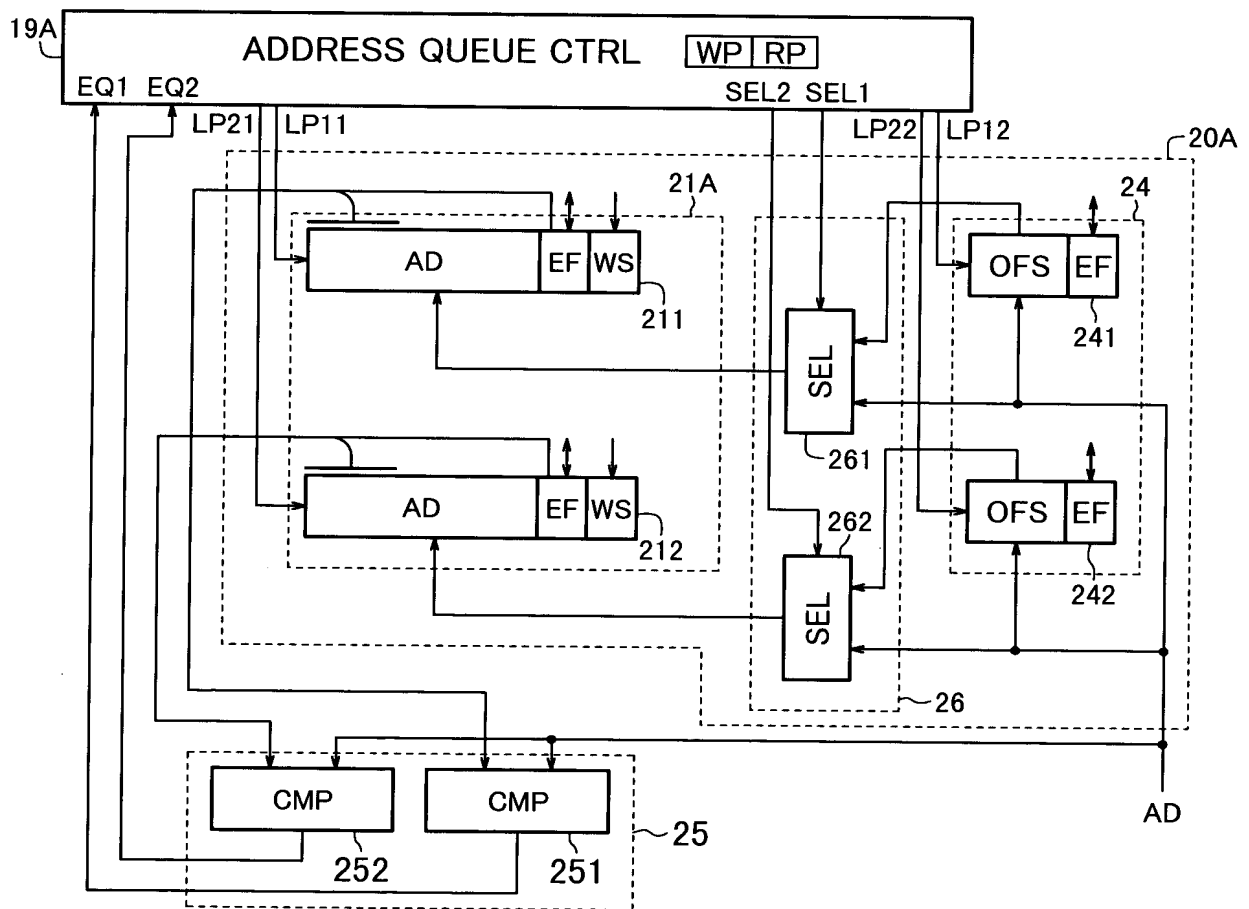 19A
ADDRESS QUEUE CTRL WP RP
EQ1 EQ2 SEL2 SEL1
LP21 LP11 LP22 LP12
20A
21A
24
AD EF WS
OFS EF
211
241
SEL
261
AD EF WS
OFS EF
212
262
242
SEL
26
CMP CMP
25
252 251
AD